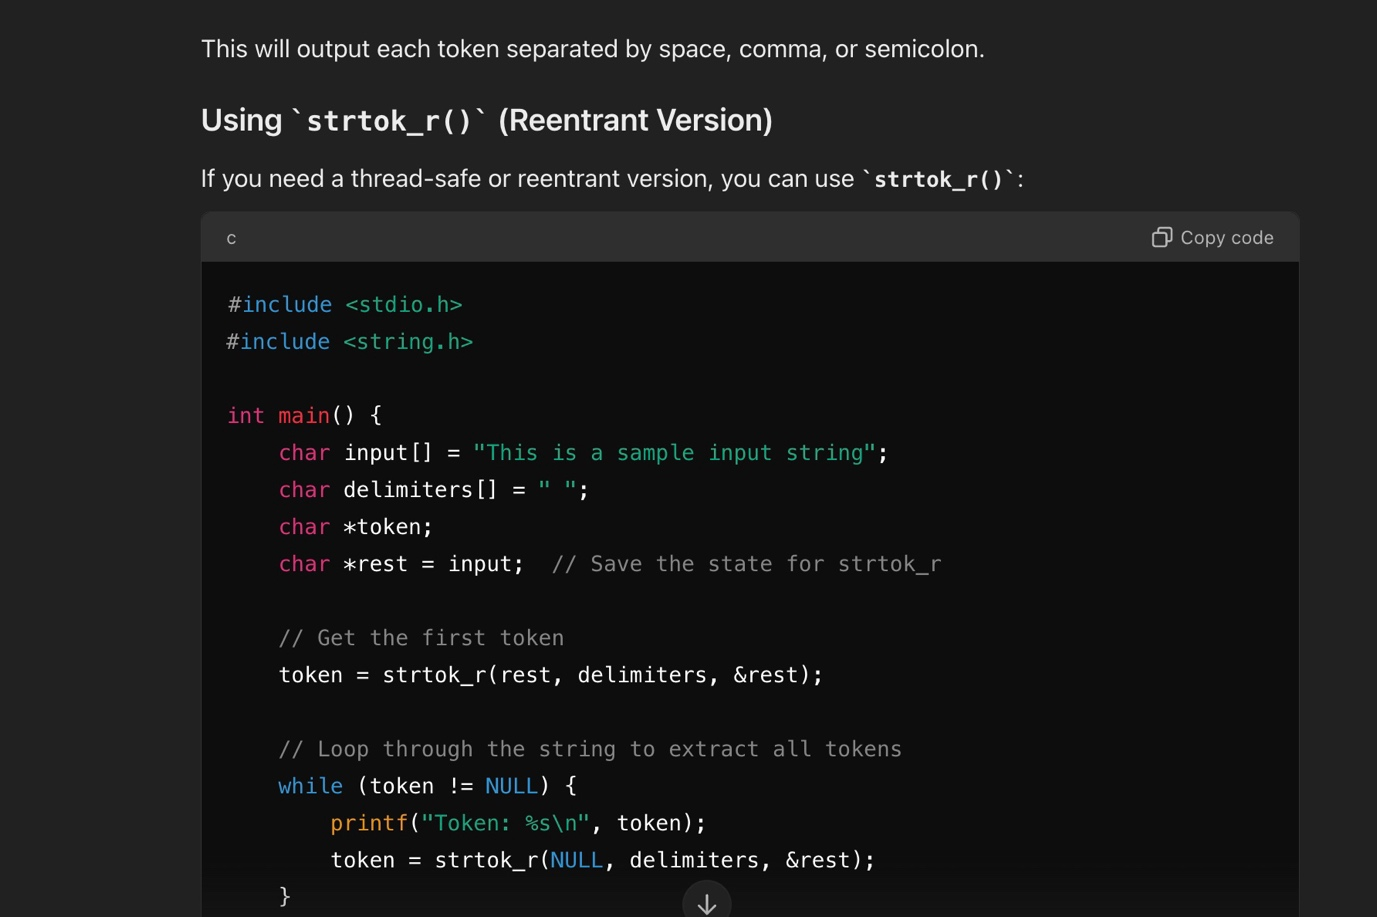 This will output each token separated by space, comma, or semicolon.
Using `strtok_r()` (Reentrant Version)
If you need a thread-safe or reentrant version, you can use `strtok_r()`:
c
Copy code
#include <stdio.h>
#include <string.h>

int main() {
    char input[] = "This is a sample input string";
    char delimiters[] = " ";
    char *token;
    char *rest = input;  // Save the state for strtok_r

    // Get the first token
    token = strtok_r(rest, delimiters, &rest);

    // Loop through the string to extract all tokens
    while (token != NULL) {
        printf("Token: %s\n", token);
        token = strtok_r(NULL, delimiters, &rest);
    }